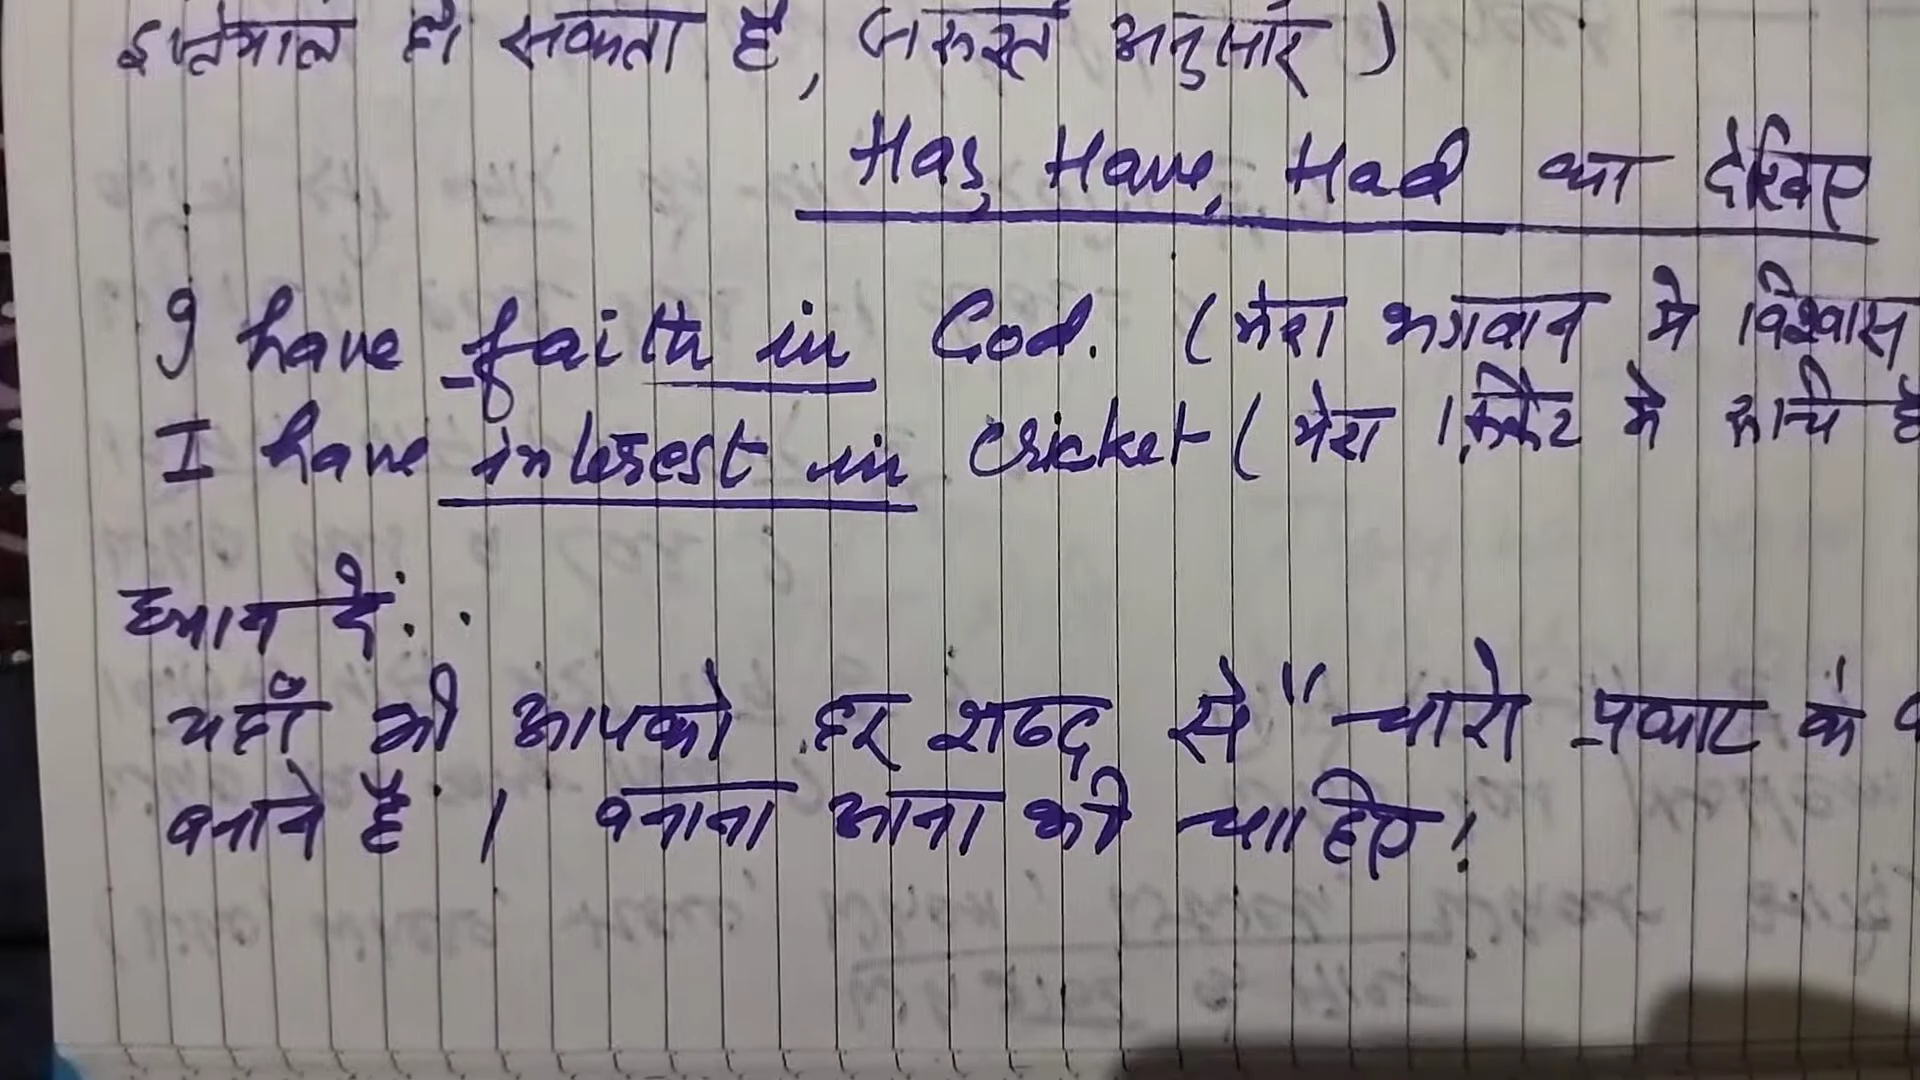 इस्तेमाल हो सकता है, (जरूरत अनुसार)
Has, Have, Had का देखिए
I have faith in God. (मेरा भगवान मे विश्वास
I have interest in cricket (मेरा क्रिकेट मे रूचि है
ध्यान दे:
यहाँ भी आपको हर शब्द से "चारो प्रकार के
बनाने हैं। बनाना आना भी चाहिए!